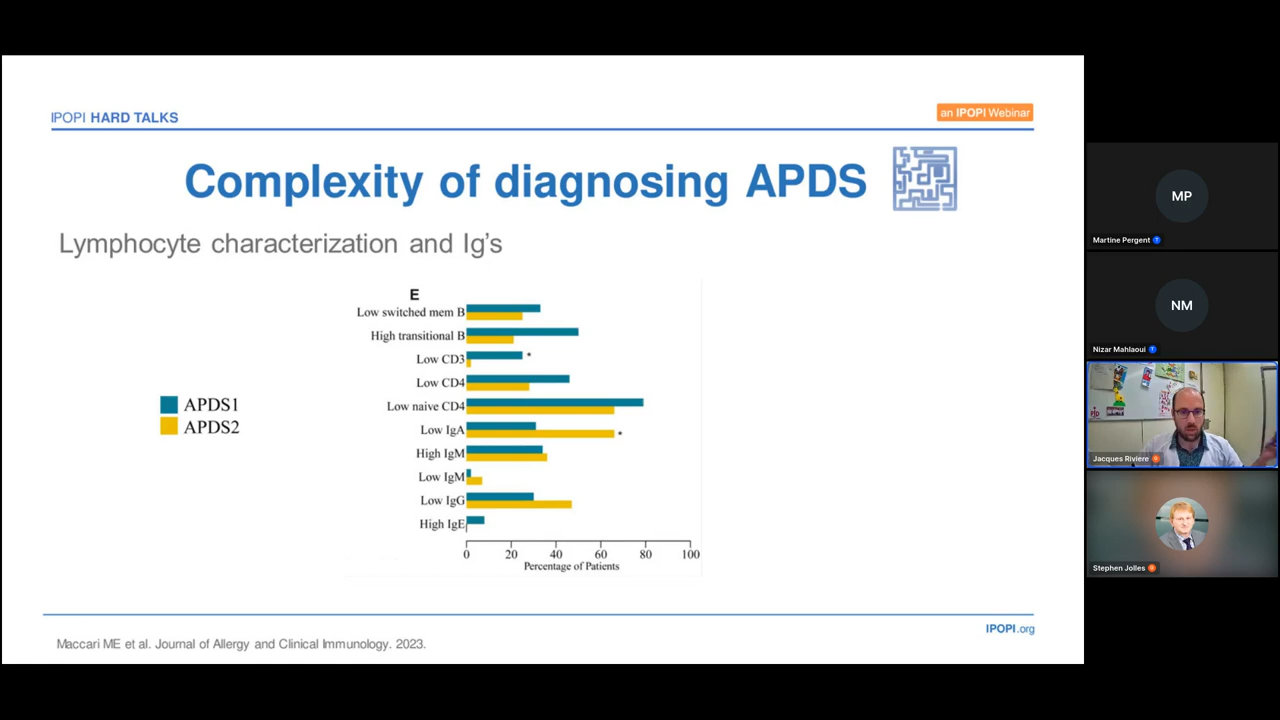 IPOPI HARD TALKS
an IPOPI Webinar
Complexity of diagnosing APDS
Lymphocyte characterization and Ig's
E
Low switched mem B
High transitional B
Low CD3
*
Low CD4
Low naive CD4
Low IgA
*
High IgM
Low IgM
Low IgG
High IgE
0 20 40 60 80 100
Percentage of Patients
APDS1
APDS2
IPOPI.org
Maccari ME et al. Journal of Allergy and Clinical Immunology. 2023.
MP
Martine Pergent
NM
Nizar Mahlaoui
PID
Jacques Riviere
Stephen Jolles